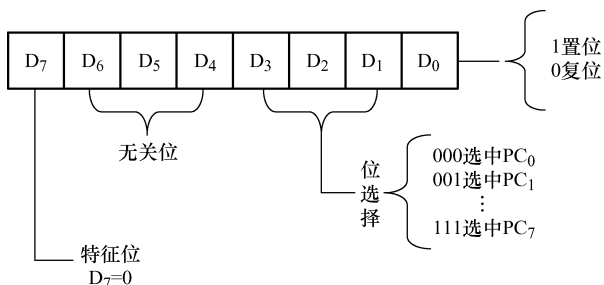 D₇ D₆ D₅ D₄ D₃ D₂ D₁ D₀
1置位
0复位
无关位
位选择
000选中PC₀
001选中PC₁
⋮
111选中PC₇
特征位
D₇=0